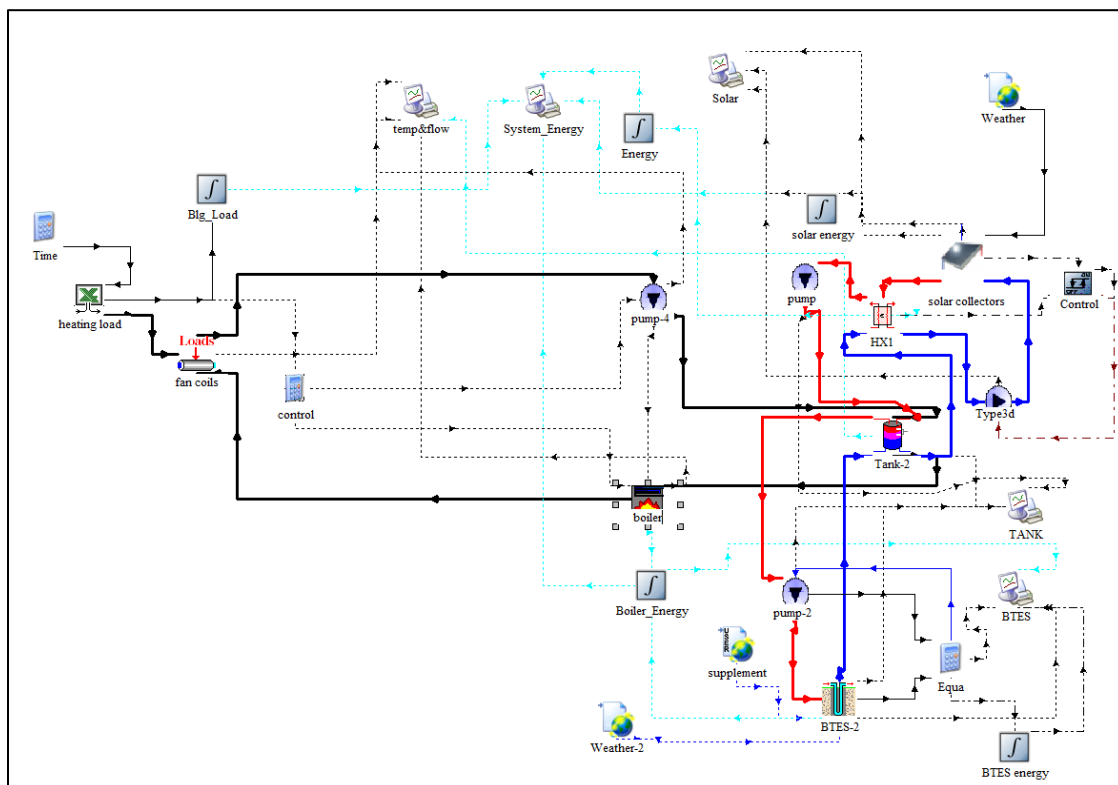 Solar
Weather
temp&flow
System_Energy
Energy
Blg_Load
solar energy
Time
heating load
pump-4
pump
solar collectors
Control
HX1
Loads
fan coils
control
Type3d
Tank-2
boiler
TANK
Boiler_Energy
pump-2
BTES
supplement
Equa
BTES-2
Weather-2
BTES energy